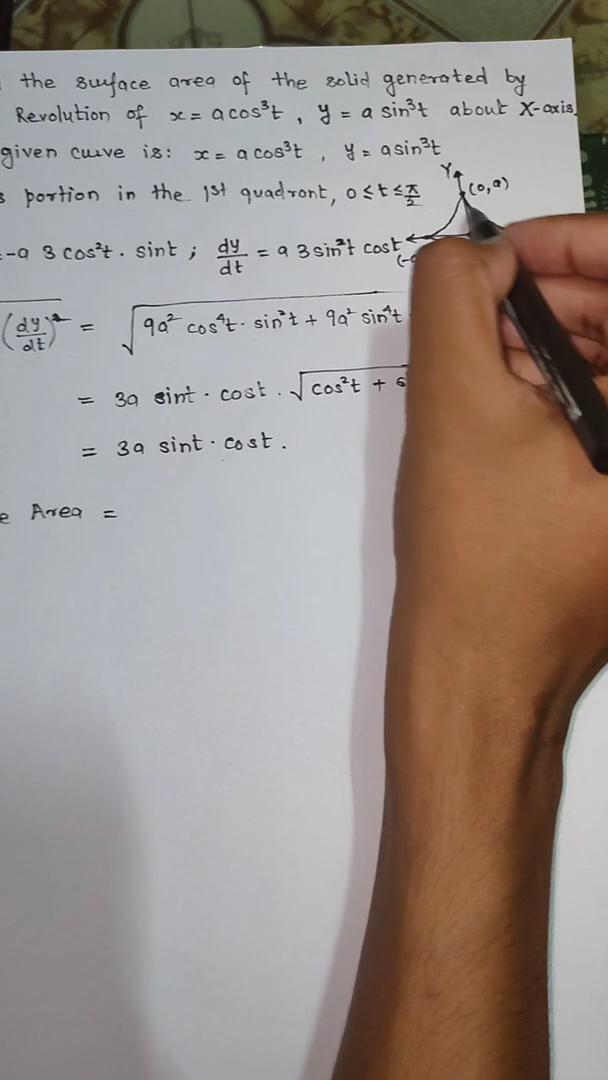 the surface area of the solid generated by
Revolution of x = a cos³t , y = a sin³t about X-axis.
given curve is: x = a cos³t , y = a sin³t
portion in the 1st quadront, 0 ≤ t ≤ π/2
Y (0,a)
-a 3 cos²t · sint ; dy/dt = a 3 sin²t cost
(dy/dt)² = √(9a² cos⁴t · sin²t + 9a² sin⁴t
= 3a sint · cost · √(cos²t +
= 3a sint · cost .
Area =